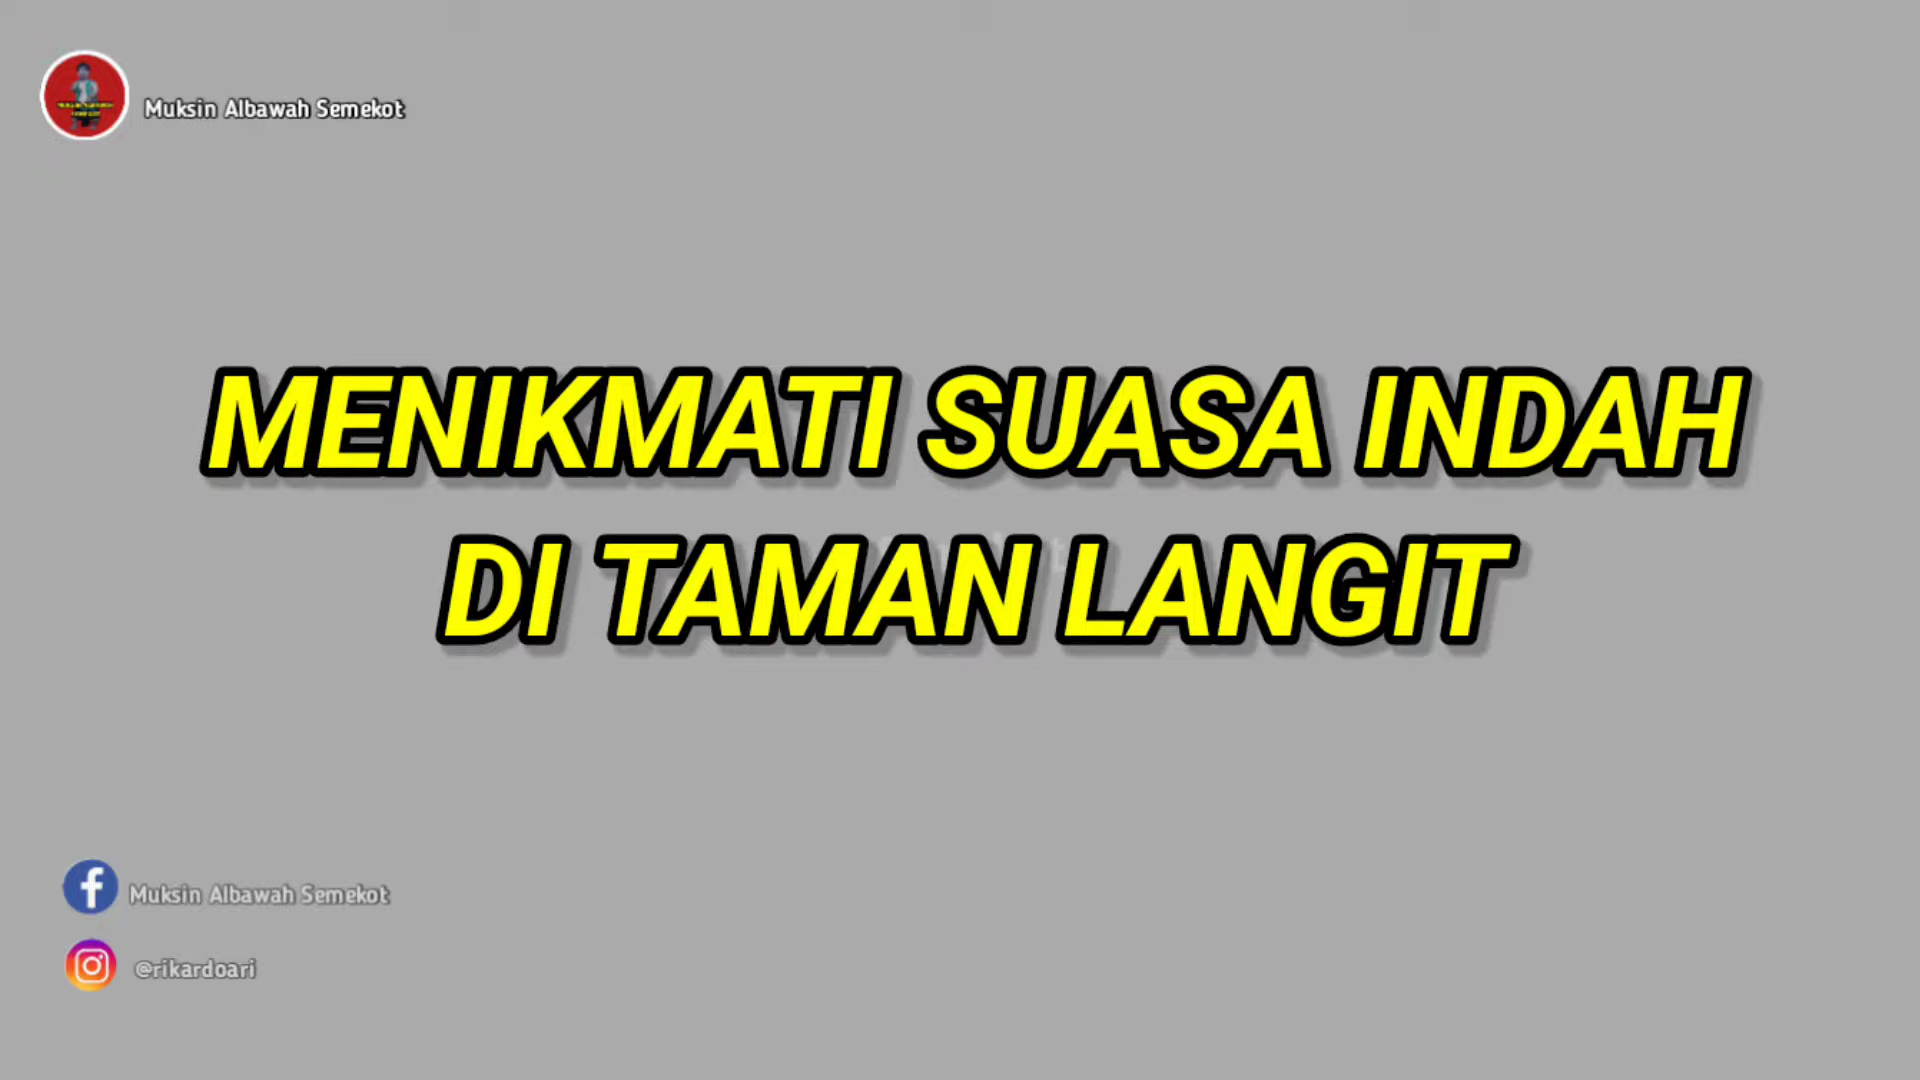 Muksin Albawah Semekot
MENIKMATI SUASA INDAH
DI TAMAN LANGIT
Muksin Albawah Semekot
@rikardoari